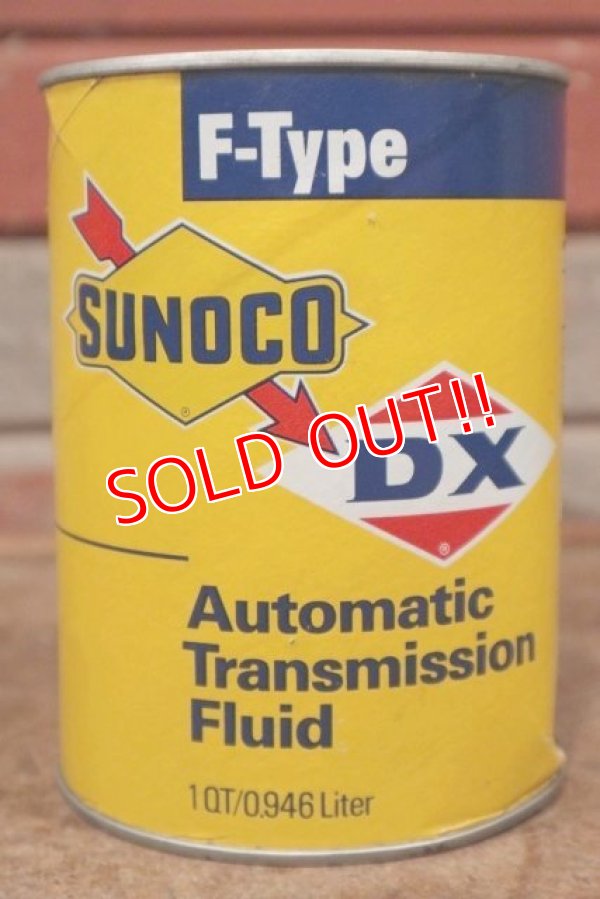 F-Type
SUNOCO
®
SOLD OUT!!
DX
®
Automatic
Transmission
Fluid
1 QT/0.946 Liter